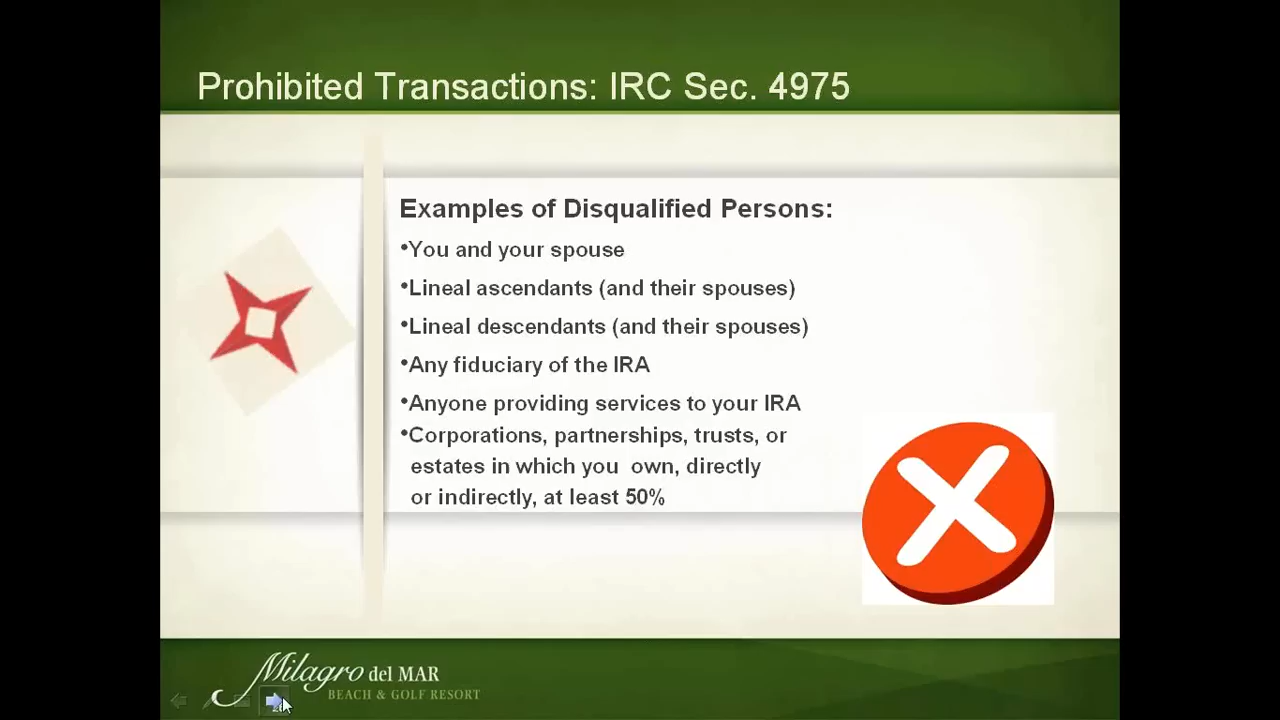 Prohibited Transactions: IRC Sec. 4975
Examples of Disqualified Persons:
•You and your spouse
•Lineal ascendants (and their spouses)
•Lineal descendants (and their spouses)
•Any fiduciary of the IRA
•Anyone providing services to your IRA
•Corporations, partnerships, trusts, or
estates in which you own, directly
or indirectly, at least 50%
Milagro del MAR
BEACH & GOLF RESORT